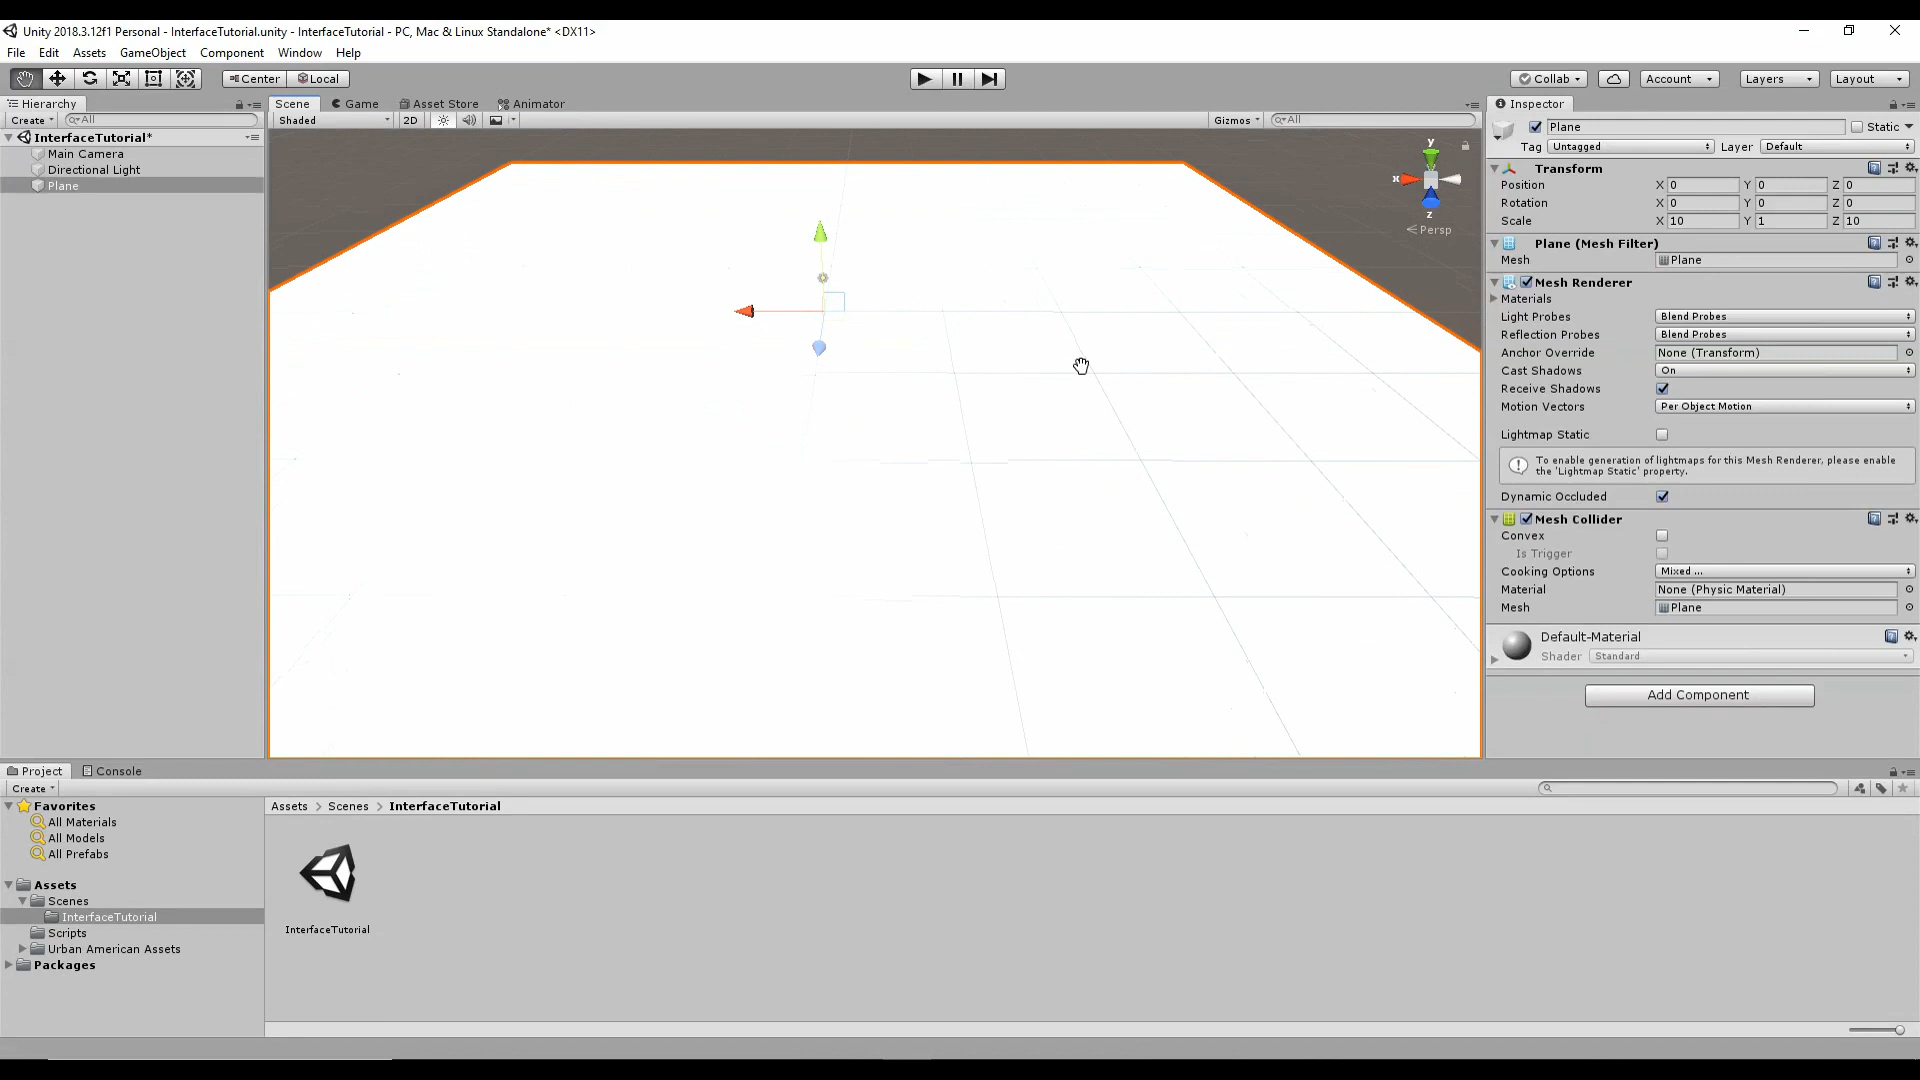 Unity 2018.3.12f1 Personal - InterfaceTutorial.unity - InterfaceTutorial - PC, Mac & Linux Standalone* <DX11>
File Edit Assets GameObject Component Window Help
Center Local Collab Account Layers Layout
Hierarchy
Create All
InterfaceTutorial*
Main Camera
Directional Light
Plane
Scene Game Asset Store Animator
Shaded 2D Gizmos All
y
x
z
Persp
Inspector
Plane Static
Tag Untagged Layer Default
Transform
Position X 0 Y 0 Z 0
Rotation X 0 Y 0 Z 0
Scale X 10 Y 1 Z 10
Plane (Mesh Filter)
Mesh Plane
Mesh Renderer
Materials
Light Probes Blend Probes
Reflection Probes Blend Probes
Anchor Override None (Transform)
Cast Shadows On
Receive Shadows
Motion Vectors Per Object Motion
Lightmap Static
To enable generation of lightmaps for this Mesh Renderer, please enable
the 'Lightmap Static' property.
Dynamic Occluded
Mesh Collider
Convex
Is Trigger
Cooking Options Mixed ...
Material None (Physic Material)
Mesh Plane
Default-Material
Shader Standard
Add Component
Project Console
Create
Favorites
All Materials
All Models
All Prefabs
Assets
Scenes
InterfaceTutorial
Scripts
Urban American Assets
Packages
Assets > Scenes > InterfaceTutorial
InterfaceTutorial